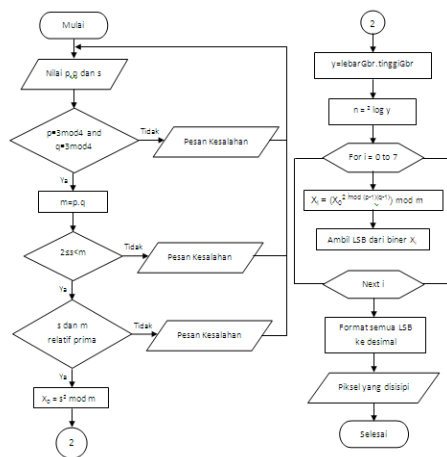 Mulai
Nilai p,q dan s
p≡3mod4 and
q≡3mod4
Tidak
Pesan Kesalahan
Ya
m=p.q
2≤s<m
Tidak
Pesan Kesalahan
Ya
s dan m
relatif prima
Tidak
Pesan Kesalahan
Ya
X₀ = s² mod m
2
2
y=lebarGbr.tinggiGbr
n = ² log y
For i = 0 to 7
mod m
Ambil LSB dari biner Xᵢ
Next i
Format semua LSB
ke desimal
Piksel yang disisipi
Selesai